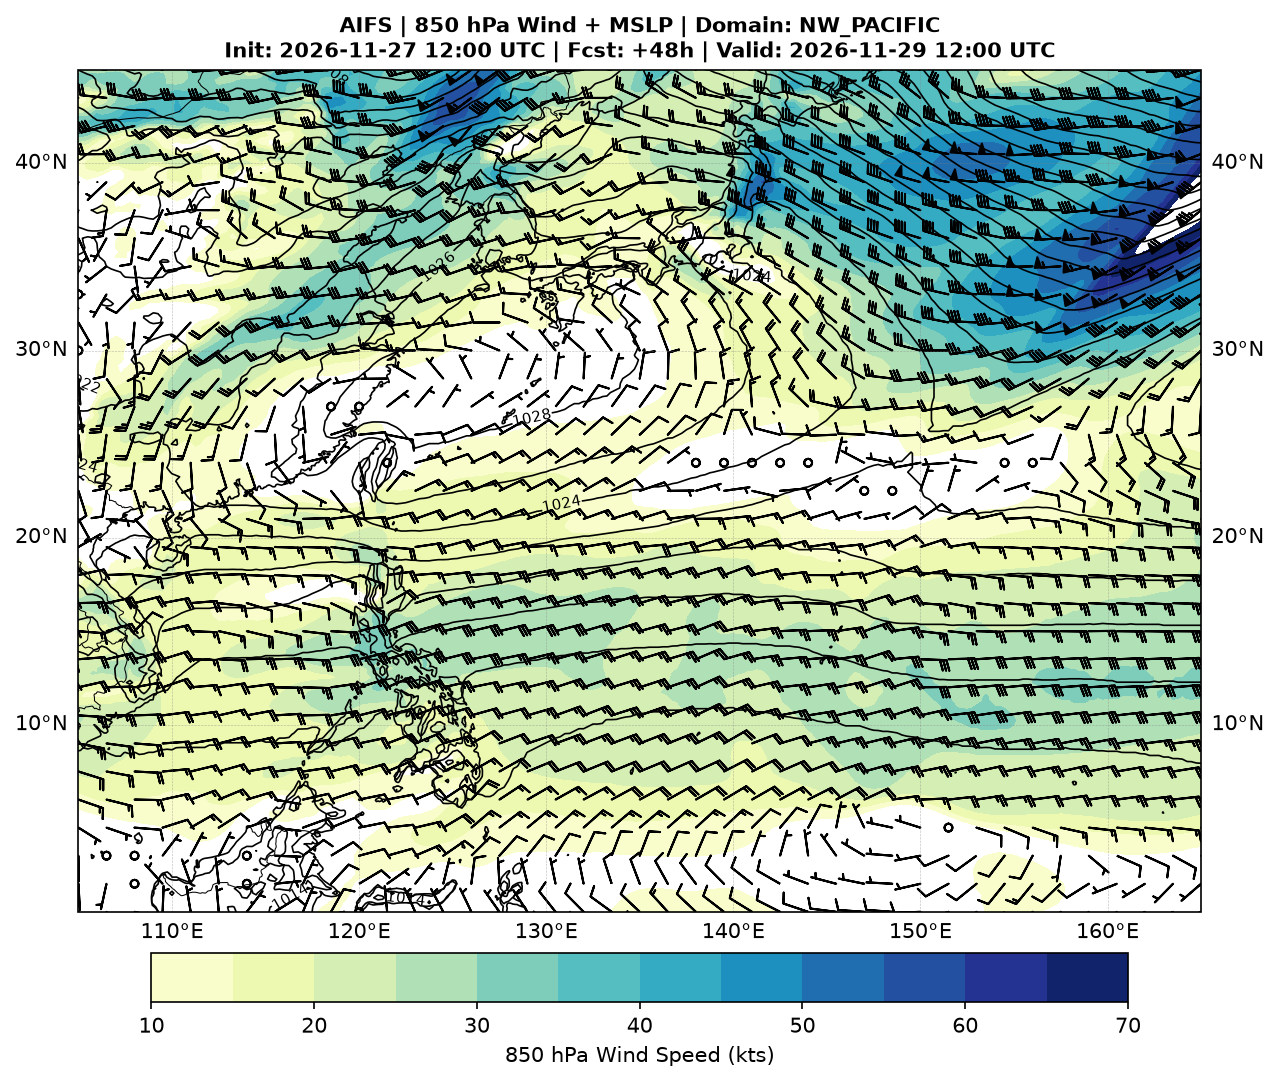 AIFS | 850 hPa Wind + MSLP | Domain: NW_PACIFIC
Init: 2026-11-27 12:00 UTC | Fcst: +48h | Valid: 2026-11-29 12:00 UTC
40°N
40°N
1026
1024
30°N
30°N
1028
1024
20°N
20°N
10°N
10°N
110°E
120°E
130°E
140°E
150°E
160°E
10
20
30
40
50
60
70
850 hPa Wind Speed (kts)